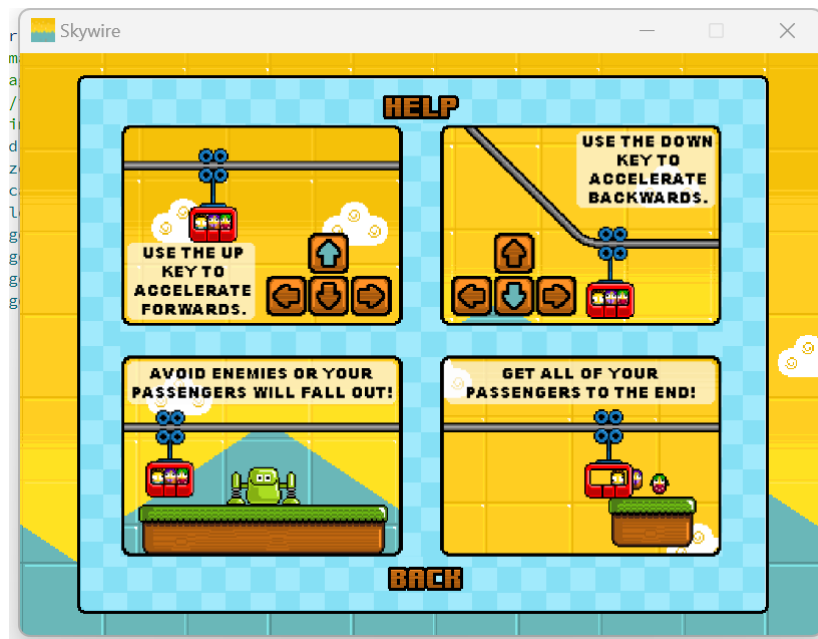 Skywire
HELP
USE THE UP
KEY TO
ACCELERATE
FORWARDS.
USE THE DOWN
KEY TO
ACCELERATE
BACKWARDS.
AVOID ENEMIES OR YOUR
PASSENGERS WILL FALL OUT!
GET ALL OF YOUR
PASSENGERS TO THE END!
BACK